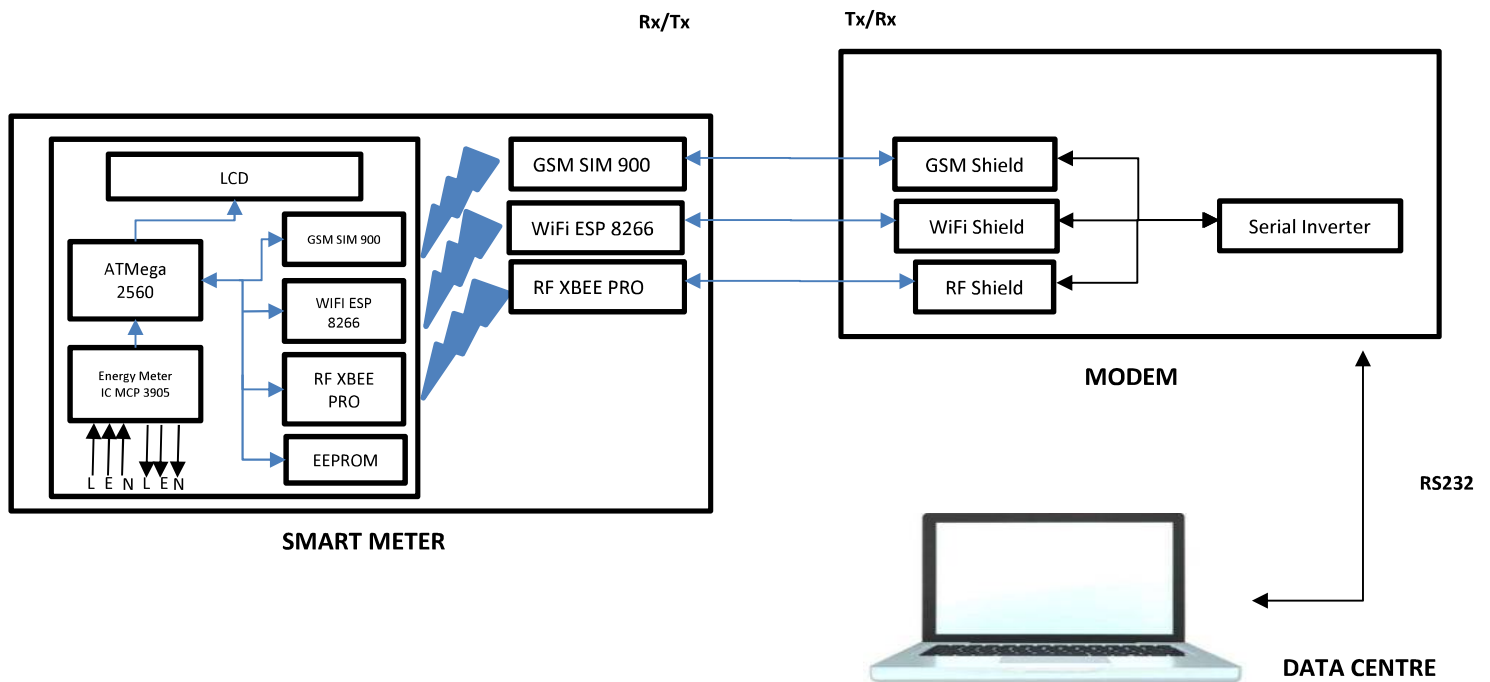 Rx/Tx
Tx/Rx
LCD
GSM SIM 900
ATMega
2560
WIFI ESP
8266
Energy Meter
IC MCP 3905
RF XBEE
PRO
EEPROM
L E N L E N
GSM SIM 900
WiFi ESP 8266
RF XBEE PRO
SMART METER
GSM Shield
WiFi Shield
RF Shield
Serial Inverter
MODEM
RS232
DATA CENTRE